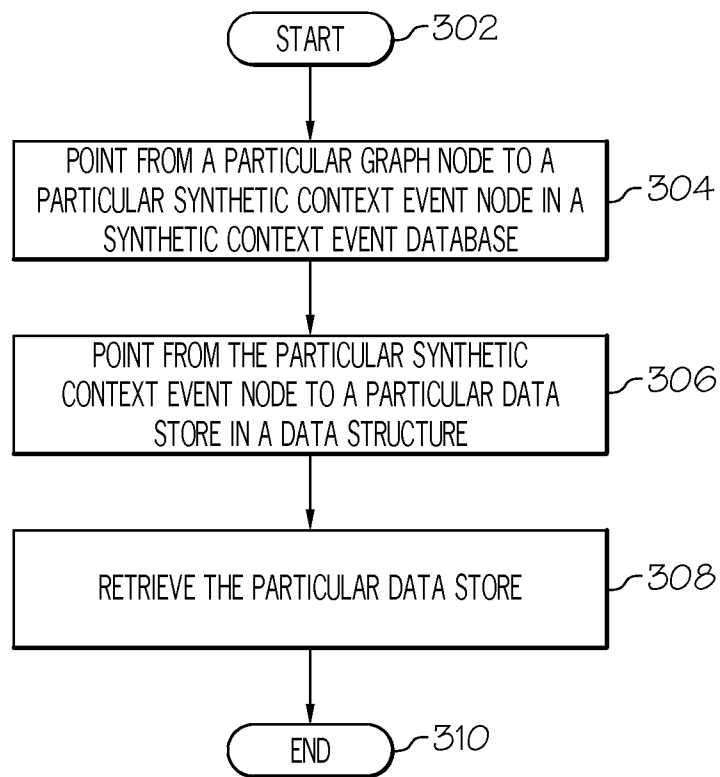 START
302
POINT FROM A PARTICULAR GRAPH NODE TO A
PARTICULAR SYNTHETIC CONTEXT EVENT NODE IN A
SYNTHETIC CONTEXT EVENT DATABASE
304
POINT FROM THE PARTICULAR SYNTHETIC
CONTEXT EVENT NODE TO A PARTICULAR DATA
STORE IN A DATA STRUCTURE
306
RETRIEVE THE PARTICULAR DATA STORE
308
END
310